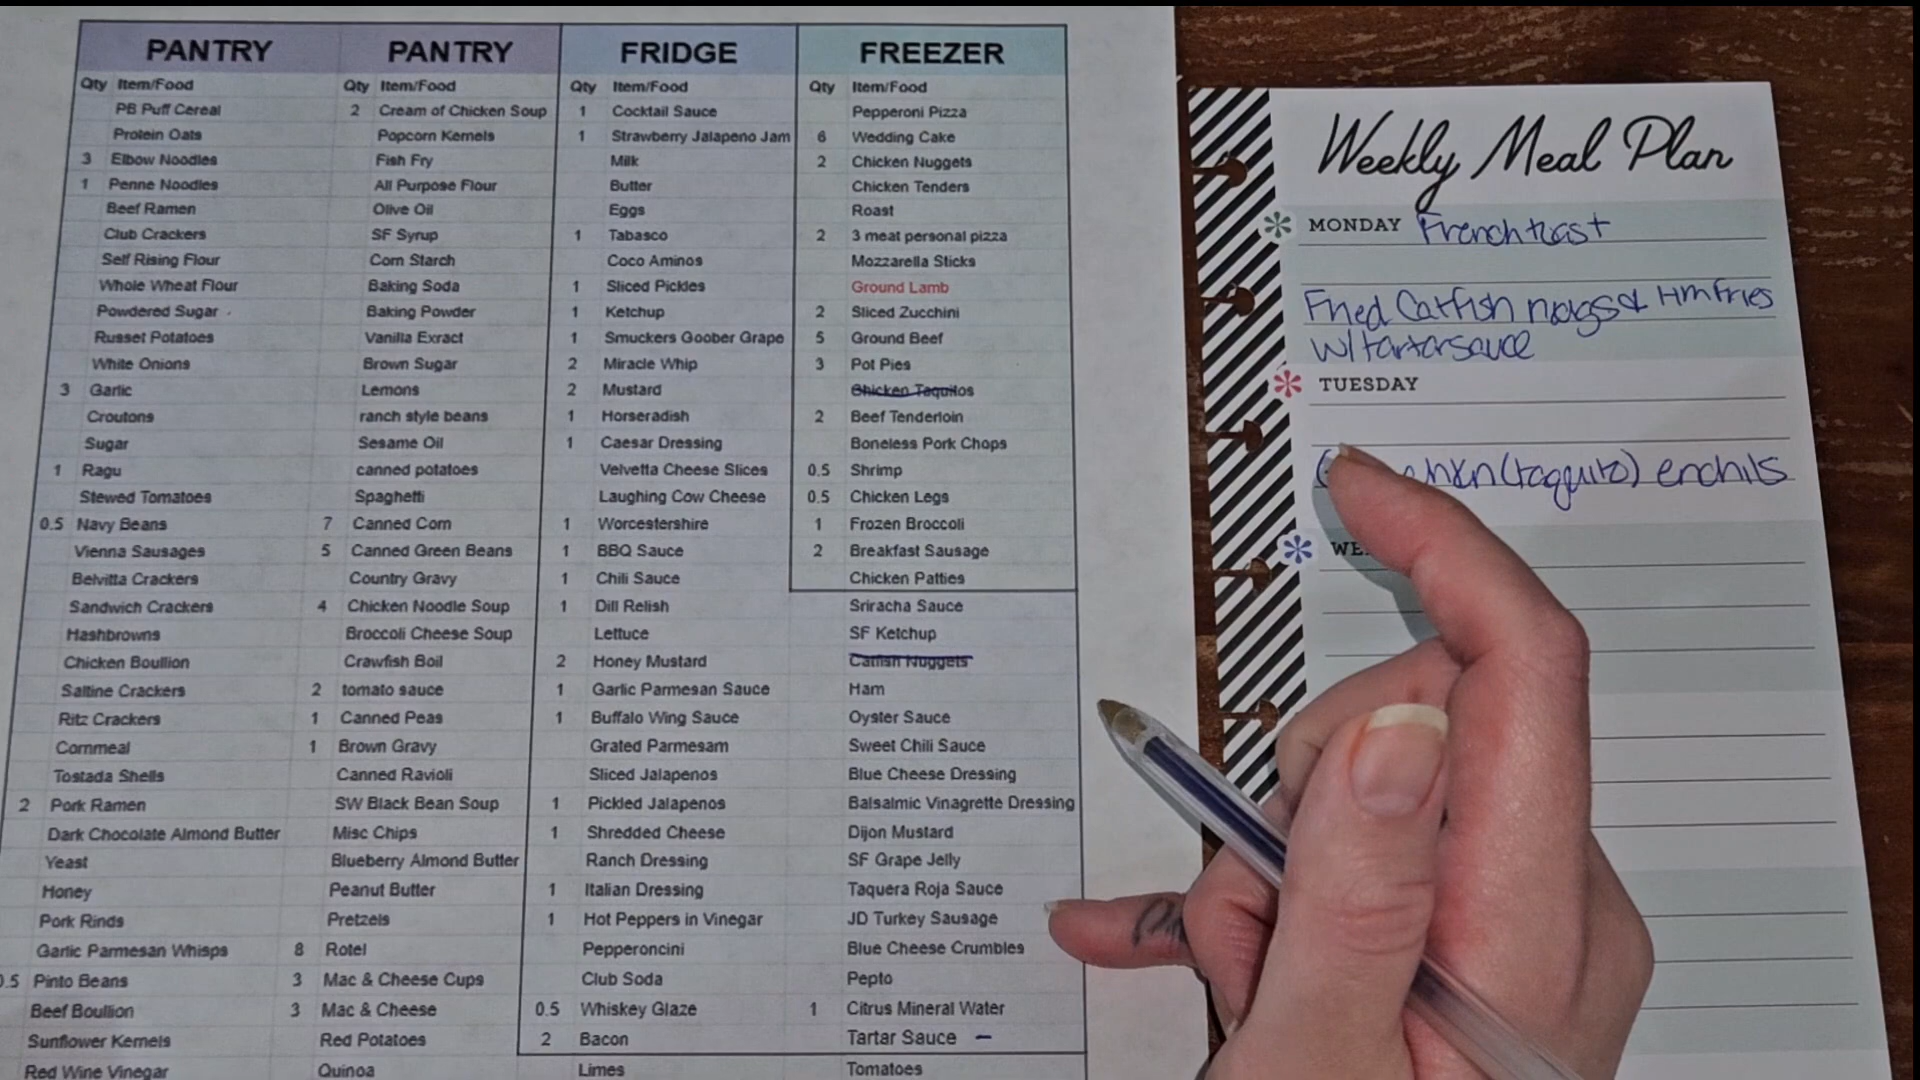 PANTRY PANTRY FRIDGE FREEZER
Qty Item/Food Qty Item/Food Qty Item/Food Qty Item/Food
PB Puff Cereal 2 Cream of Chicken Soup 1 Cocktail Sauce Pepperoni Pizza
Protein Oats Popcorn Kernels 1 Strawberry Jalapeno Jam 6 Wedding Cake
3 Elbow Noodles Fish Fry Milk 2 Chicken Nuggets
1 Penne Noodles All Purpose Flour Butter Chicken Tenders
Beef Ramen Olive Oil Eggs Roast
Club Crackers SF Syrup 1 Tabasco 2 3 meat personal pizza
Self Rising Flour Corn Starch Coco Aminos Mozzarella Sticks
Whole Wheat Flour Baking Soda 1 Sliced Pickles Ground Lamb
Powdered Sugar Baking Powder 1 Ketchup 2 Sliced Zucchini
Russet Potatoes Vanilla Exract 1 Smuckers Goober Grape 5 Ground Beef
White Onions Brown Sugar 2 Miracle Whip 3 Pot Pies
3 Garlic Lemons 2 Mustard Chicken Taquitos
Croutons ranch style beans 1 Horseradish 2 Beef Tenderloin
Sugar Sesame Oil 1 Caesar Dressing Boneless Pork Chops
1 Ragu canned potatoes Velvetta Cheese Slices 0.5 Shrimp
Stewed Tomatoes Spaghetti Laughing Cow Cheese 0.5 Chicken Legs
0.5 Navy Beans 7 Canned Corn 1 Worcestershire 1 Frozen Broccoli
Vienna Sausages 5 Canned Green Beans 1 BBQ Sauce 2 Breakfast Sausage
Belvitta Crackers Country Gravy 1 Chili Sauce Chicken Patties
Sandwich Crackers 4 Chicken Noodle Soup 1 Dill Relish Sriracha Sauce
Hashbrowns Broccoli Cheese Soup Lettuce SF Ketchup
Chicken Boullion Crawfish Boil 2 Honey Mustard Catfish Nuggets
Saltine Crackers 2 tomato sauce 1 Garlic Parmesan Sauce Ham
Ritz Crackers 1 Canned Peas 1 Buffalo Wing Sauce Oyster Sauce
Cornmeal 1 Brown Gravy Grated Parmesam Sweet Chili Sauce
Tostada Shells Canned Ravioli Sliced Jalapenos Blue Cheese Dressing
2 Pork Ramen SW Black Bean Soup 1 Pickled Jalapenos Balsalmic Vinagrette Dressing
Dark Chocolate Almond Butter Misc Chips 1 Shredded Cheese Dijon Mustard
Yeast Blueberry Almond Butter Ranch Dressing SF Grape Jelly
Honey Peanut Butter 1 Italian Dressing Taquera Roja Sauce
Pork Rinds Pretzels 1 Hot Peppers in Vinegar JD Turkey Sausage
Garlic Parmesan Whisps 8 Rotel Pepperoncini Blue Cheese Crumbles
0.5 Pinto Beans 3 Mac & Cheese Cups Club Soda Pepto
Beef Boullion 3 Mac & Cheese 0.5 Whiskey Glaze 1 Citrus Mineral Water
Sunflower Kernels Red Potatoes 2 Bacon Tartar Sauce –
Red Wine Vinegar Quinoa Limes Tomatoes
Weekly Meal Plan
MONDAY French toast
Fried Catfish nuggs & HM Fries
w/ tartar sauce
TUESDAY
(taquito) enchils
WE